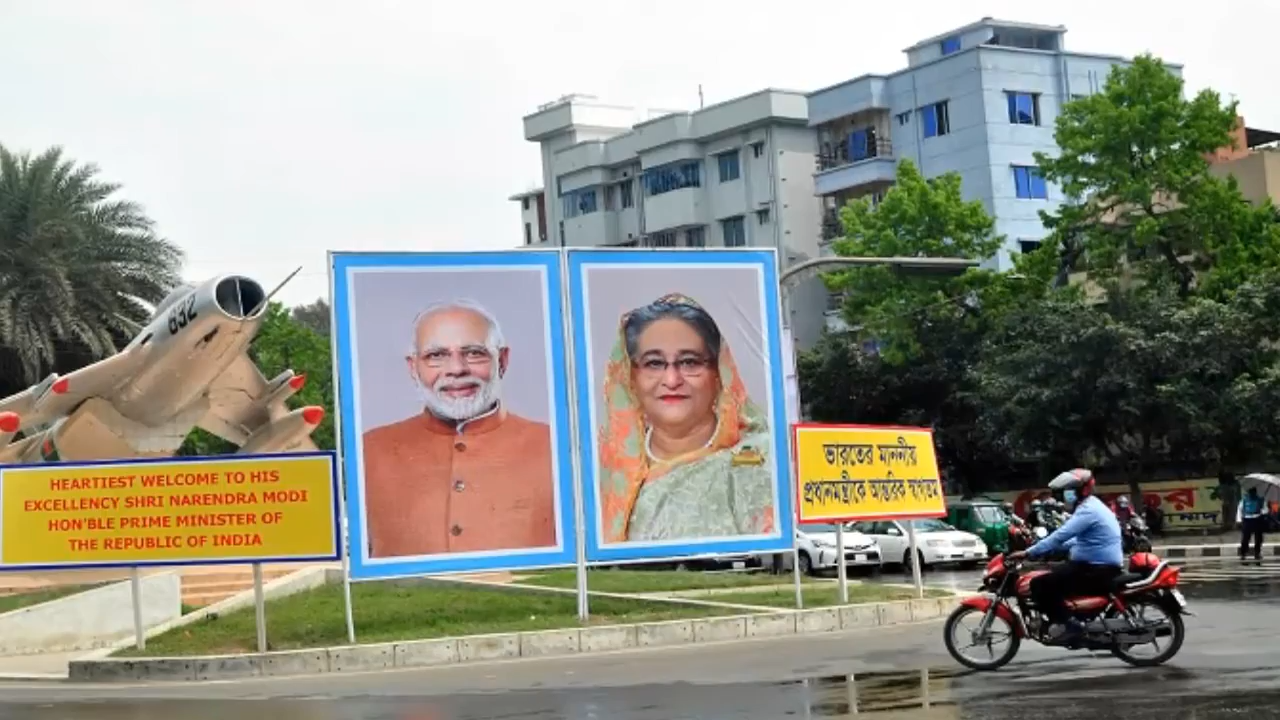 832
HEARTIEST WELCOME TO HIS
EXCELLENCY SHRI NARENDRA MODI
HON'BLE PRIME MINISTER OF
THE REPUBLIC OF INDIA
ভারতের মাননীয়
প্রধানমন্ত্রীকে আন্তরিক স্বাগতম